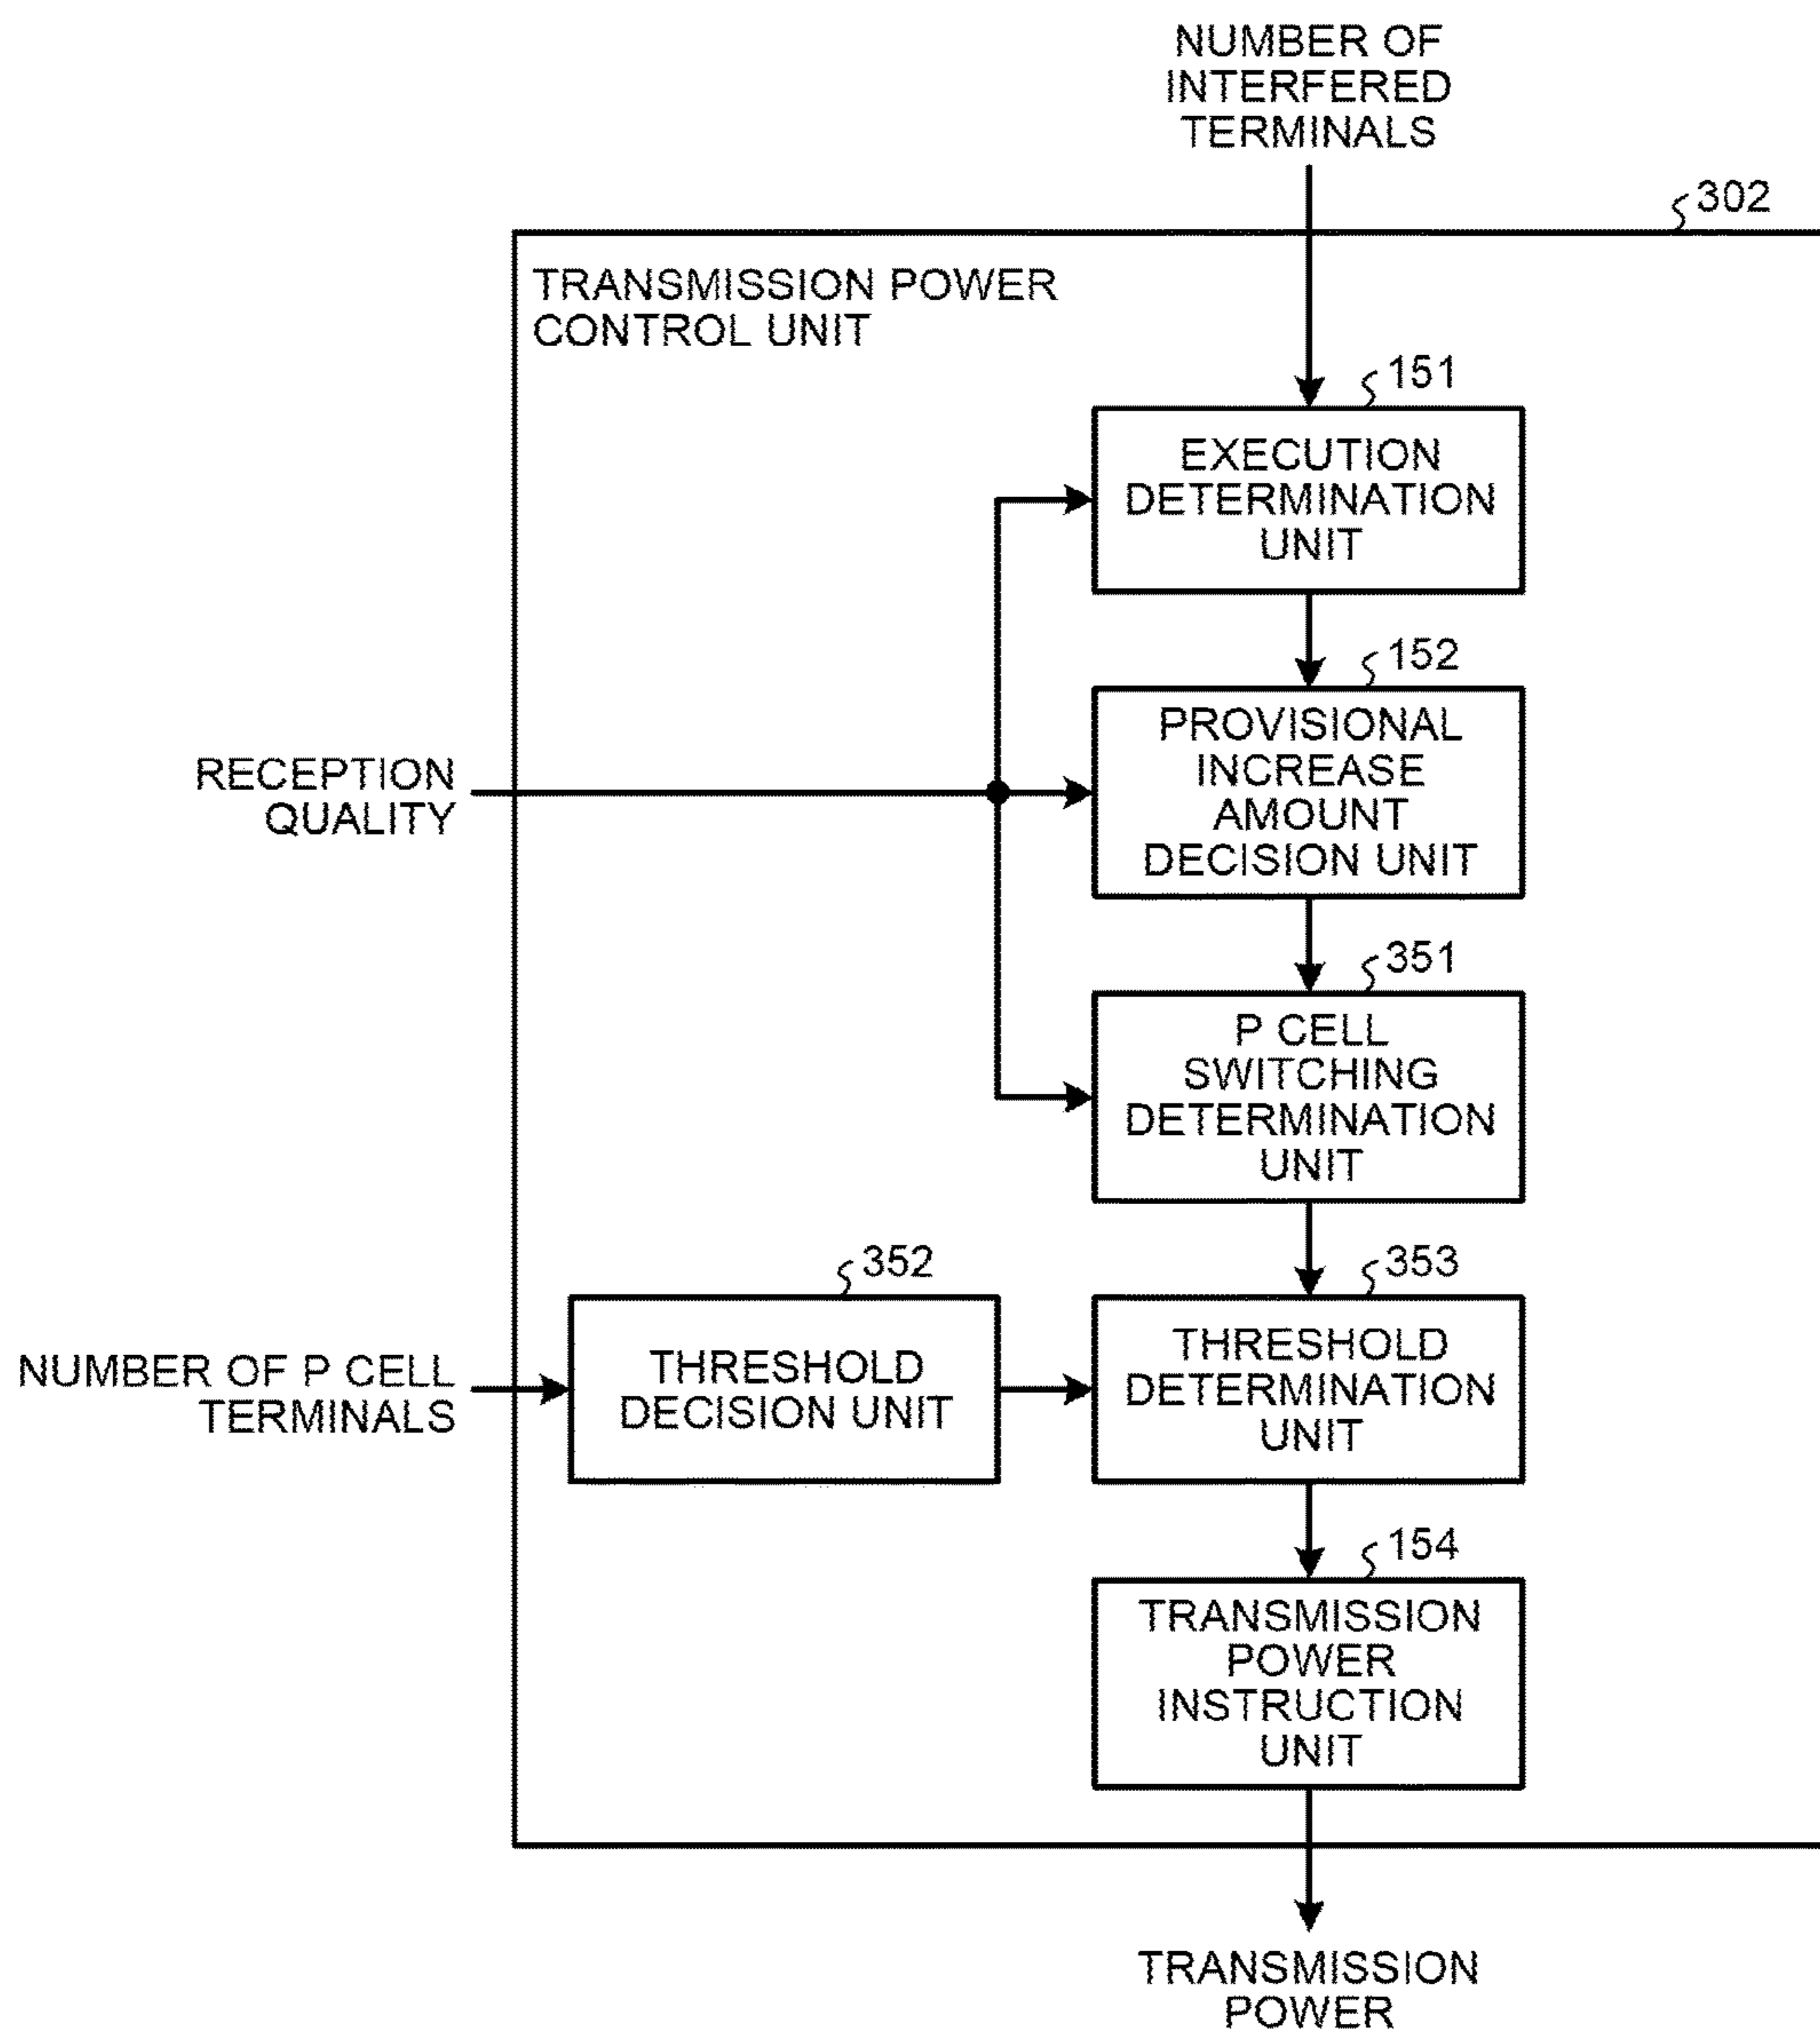 NUMBER OF
INTERFERED
TERMINALS
302
TRANSMISSION POWER
CONTROL UNIT
151
EXECUTION
DETERMINATION
UNIT
152
PROVISIONAL
INCREASE
AMOUNT
DECISION UNIT
RECEPTION
QUALITY
351
P CELL
SWITCHING
DETERMINATION
UNIT
352
353
NUMBER OF P CELL
TERMINALS
THRESHOLD
DECISION UNIT
THRESHOLD
DETERMINATION
UNIT
154
TRANSMISSION
POWER
INSTRUCTION
UNIT
TRANSMISSION
POWER